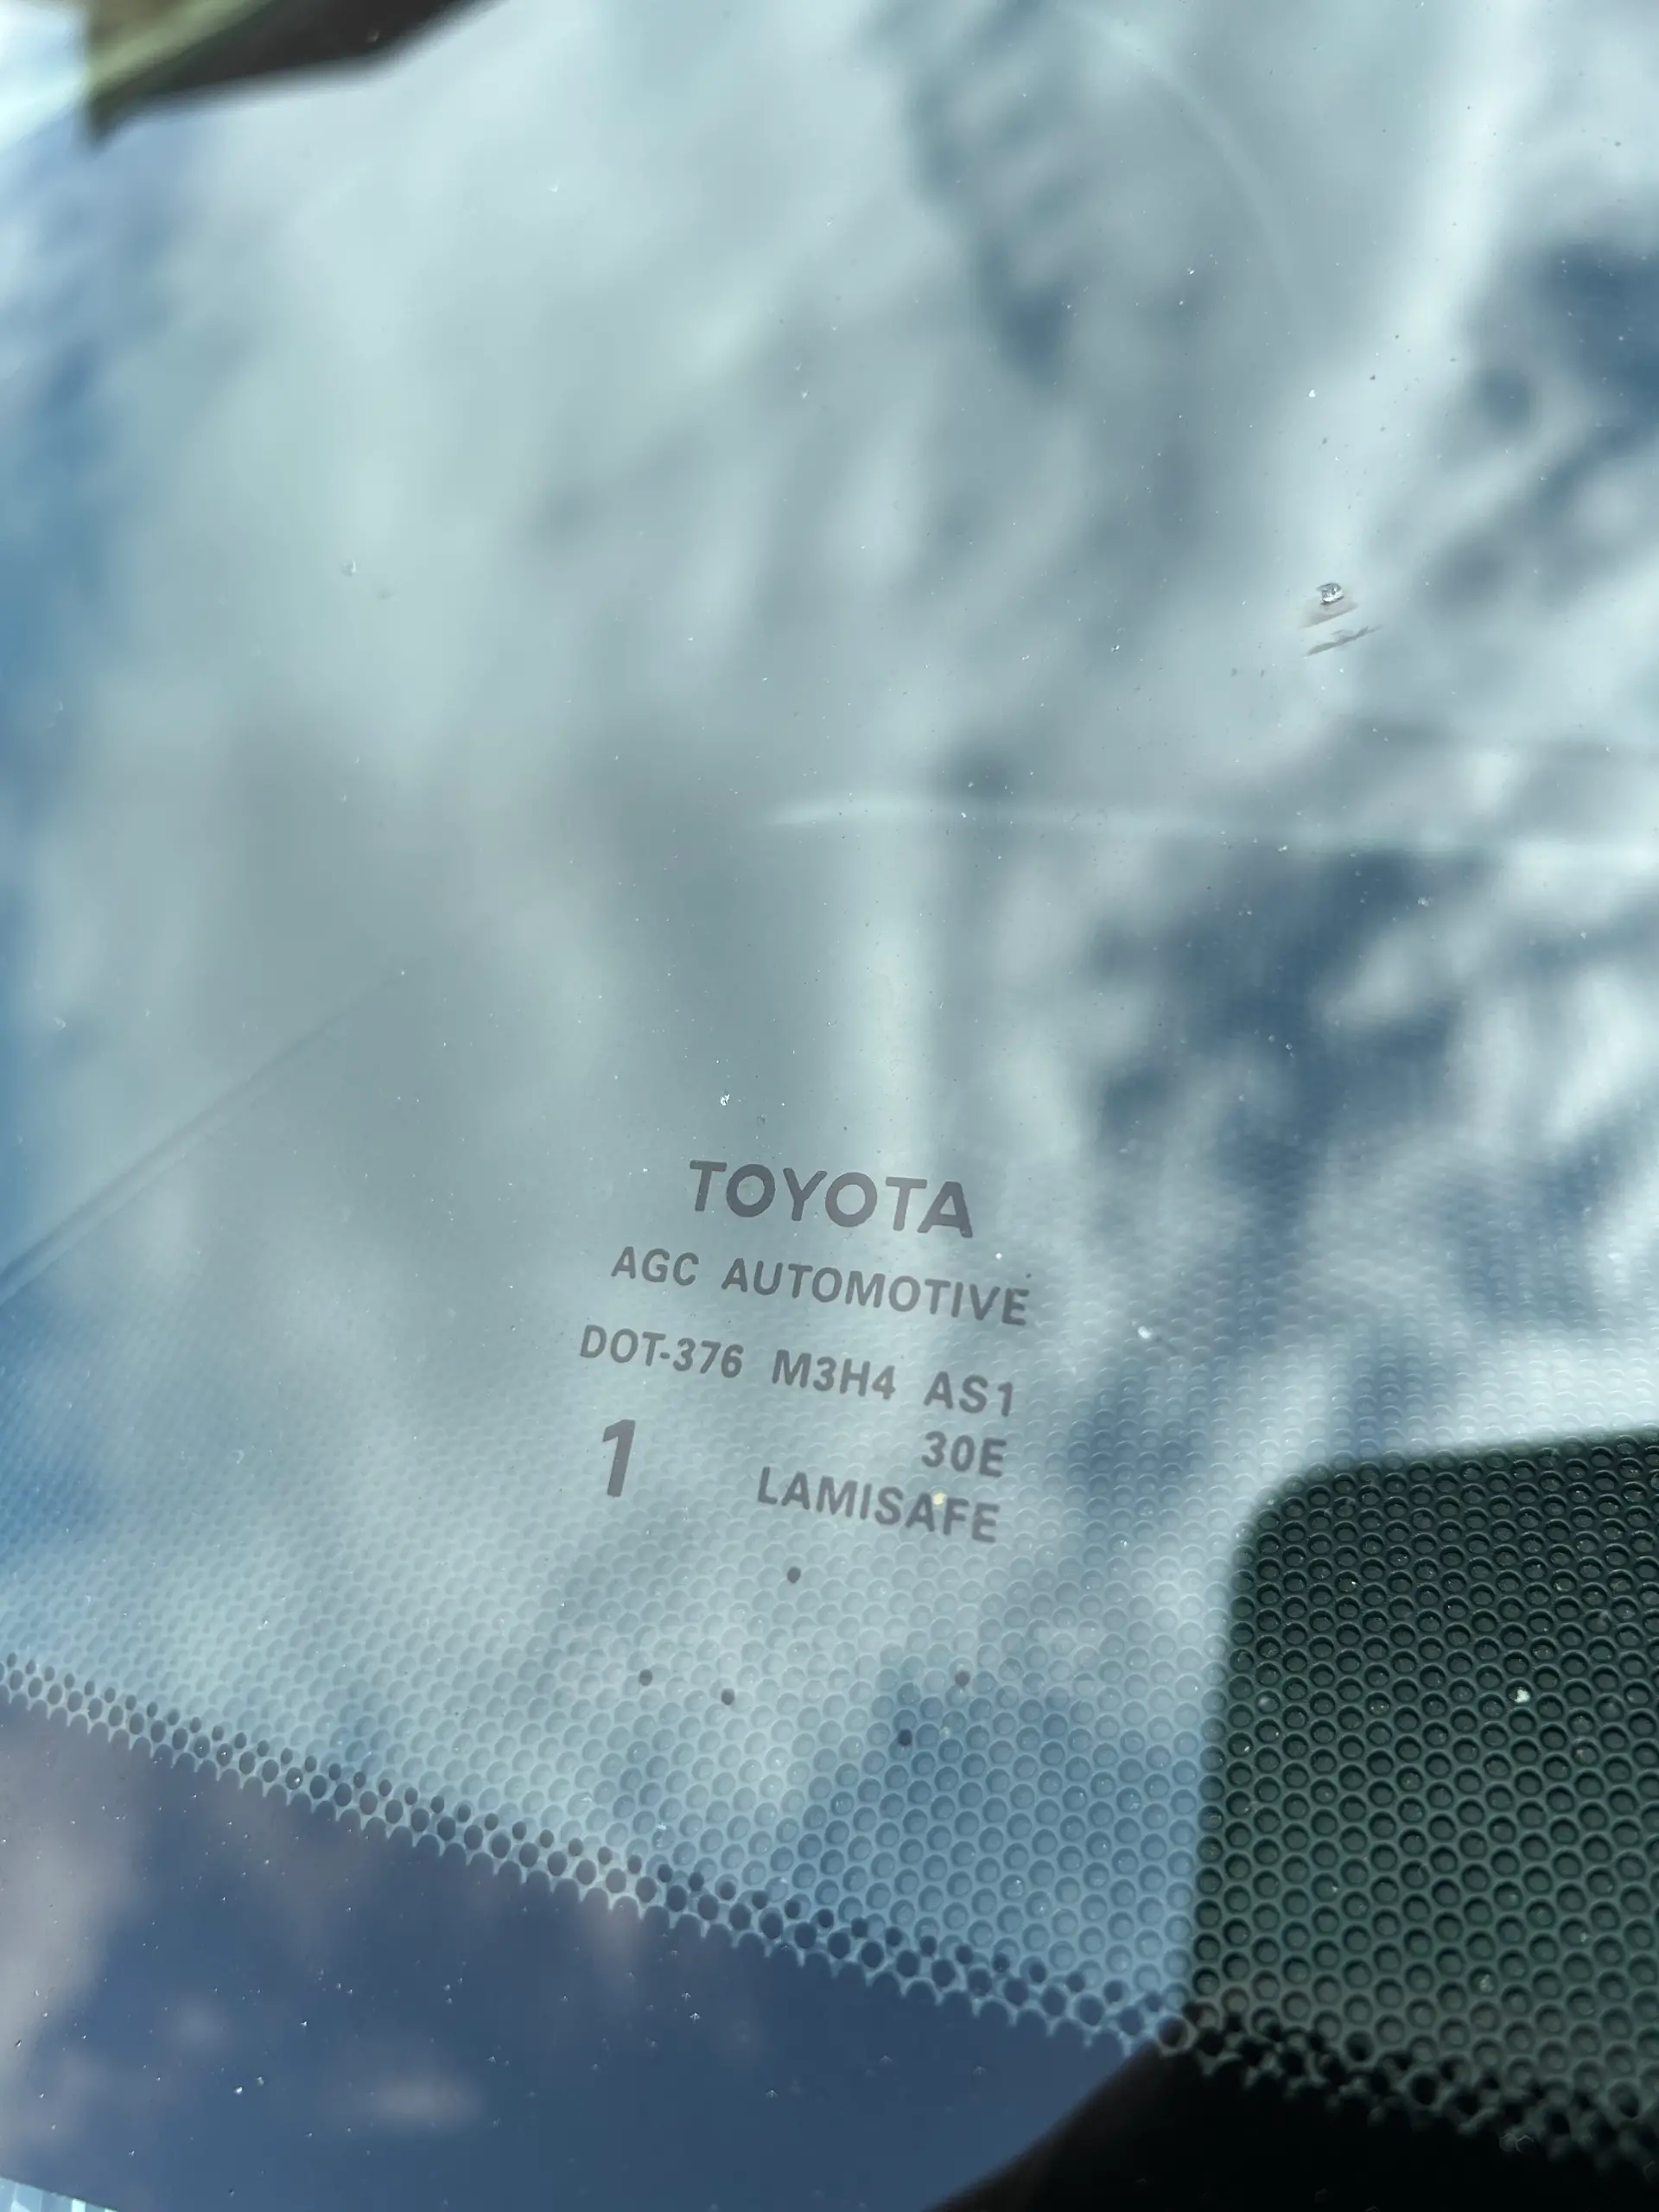 TOYOTA
AGC AUTOMOTIVE
DOT-376 M3H4 AS1
30E
1 LAMISAFE